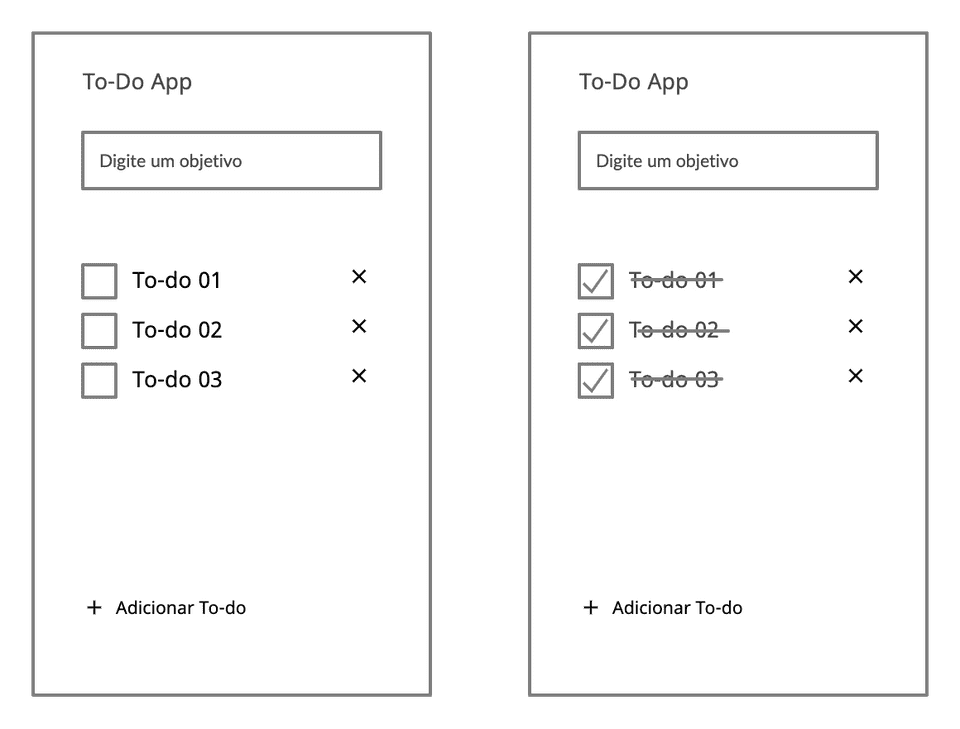 To-Do App
Digite um objetivo
To-do 01 ×
To-do 02 ×
To-do 03 ×
+ Adicionar To-do
To-Do App
Digite um objetivo
To-do 01 ×
To-do 02 ×
To-do 03 ×
+ Adicionar To-do